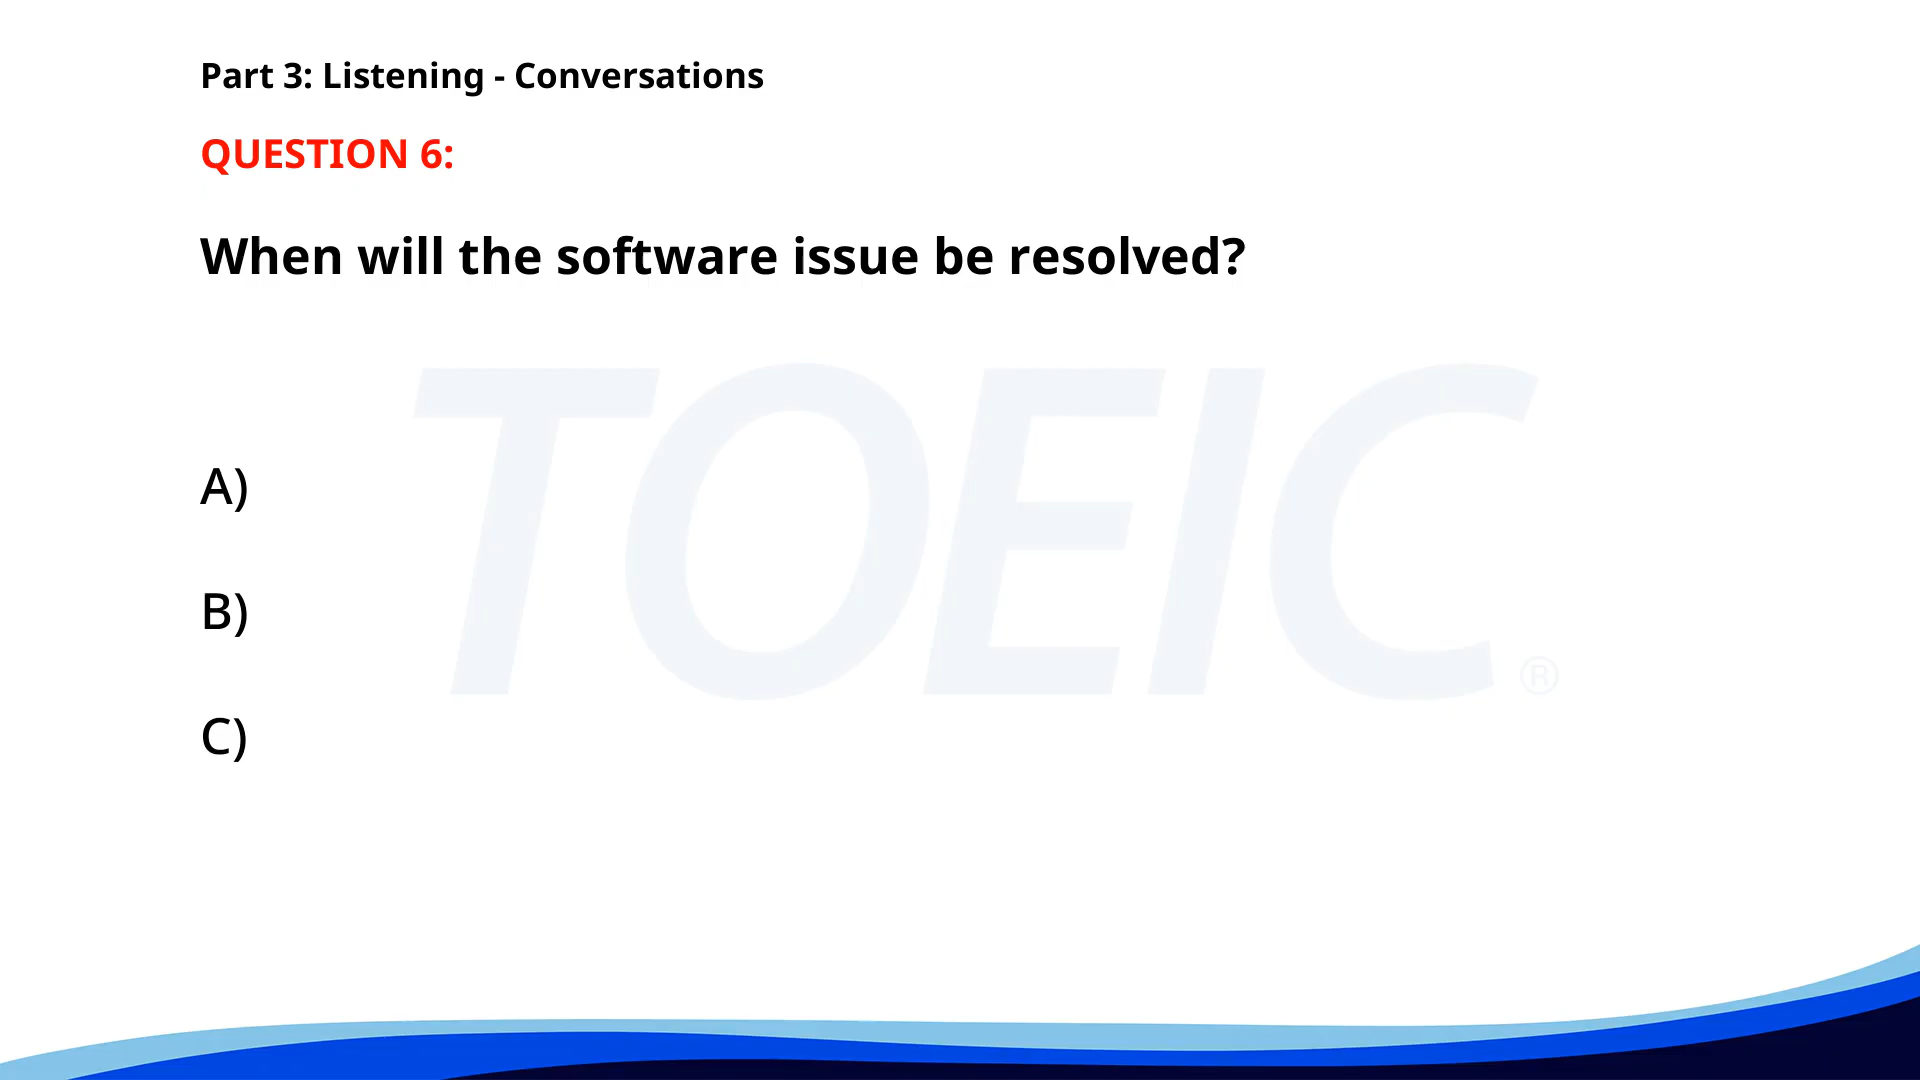 Part 3: Listening - Conversations
QUESTION 6:
When will the software issue be resolved?
TOEIC®
A)
B)
C)